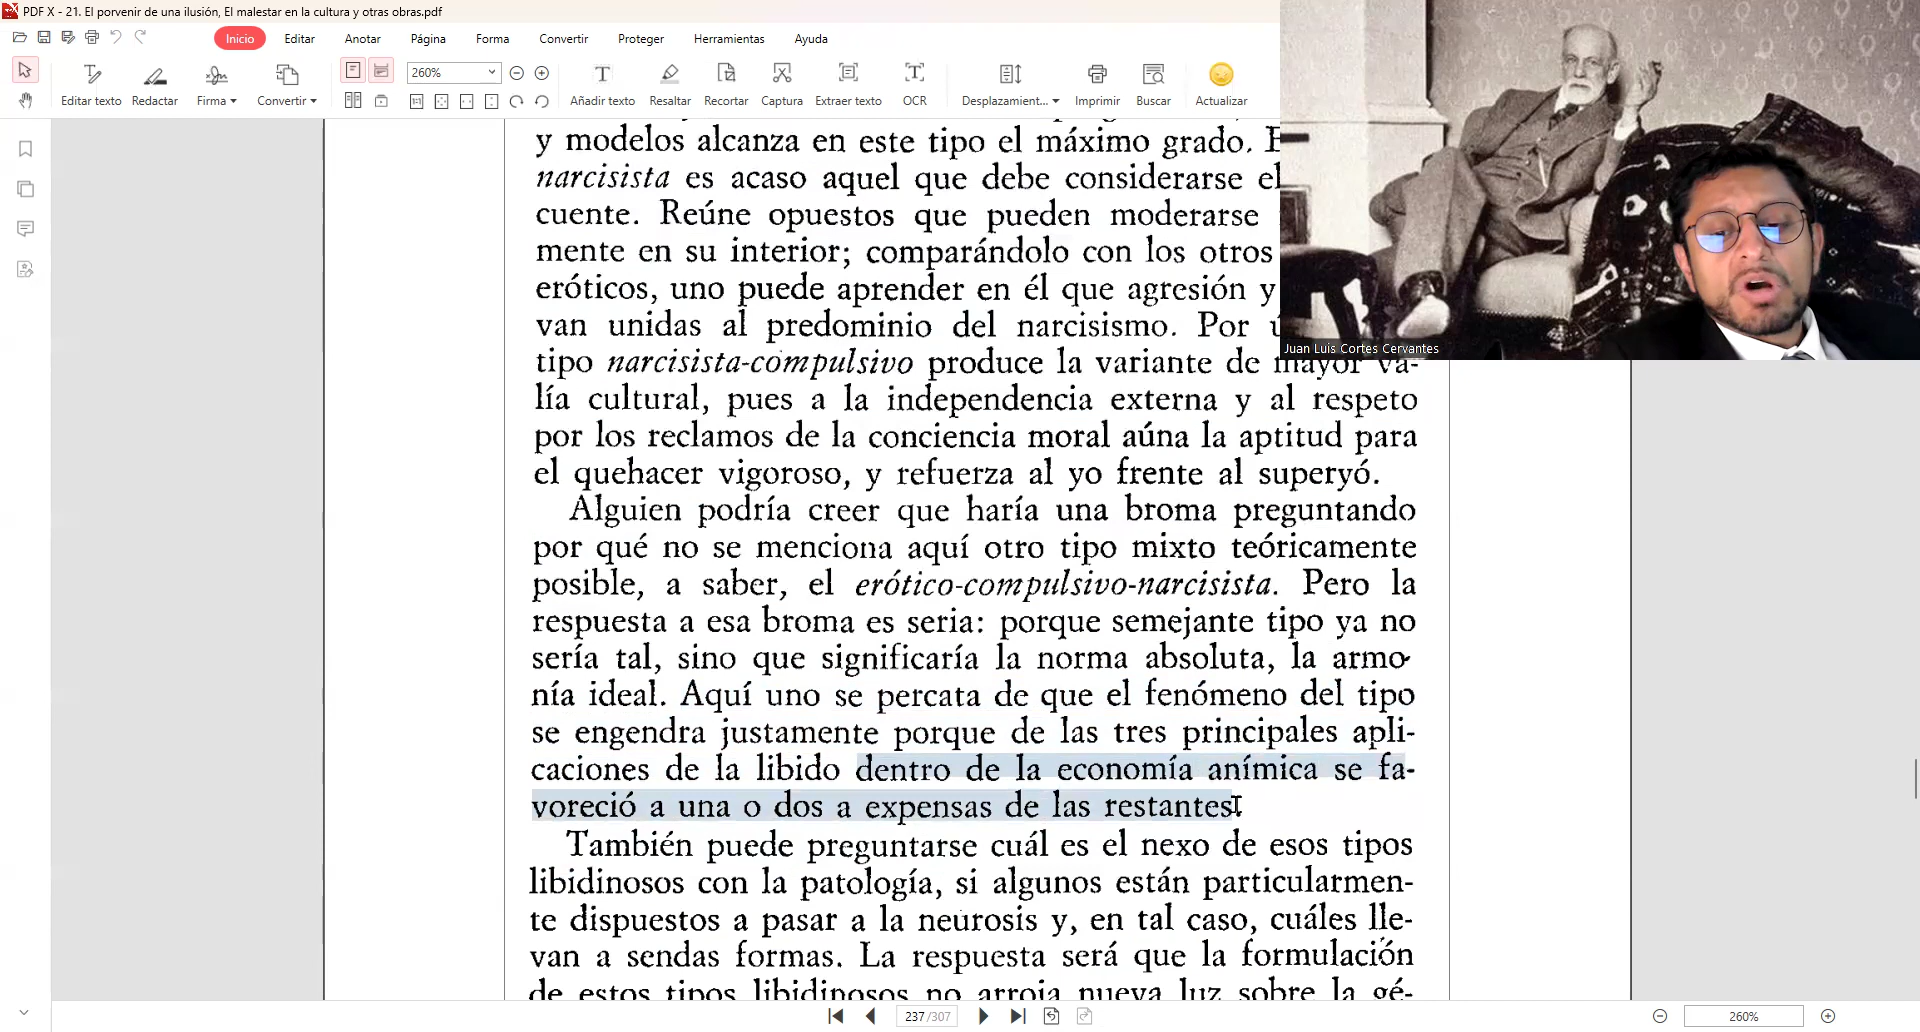 PDF X - 21. El porvenir de una ilusión, El malestar en la cultura y otras obras.pdf
Inicio Editar Anotar Página Forma Convertir Proteger Herramientas Ayuda
260%
Editar texto Redactar Firma Convertir Añadir texto Resaltar Recortar Captura Extraer texto OCR Desplazamient... Imprimir Buscar Actualizar
y modelos alcanza en este tipo el máximo grado.
narcisista es acaso aquel que debe considerarse el
cuente. Reúne opuestos que pueden moderarse
mente en su interior; comparándolo con los otros
eróticos, uno puede aprender en él que agresión y
van unidas al predominio del narcisismo. Por
Juan Luis Cortes Cervantes
tipo narcisista-compulsivo produce la variante de mayor va-
lía cultural, pues a la independencia externa y al respeto
por los reclamos de la conciencia moral aúna la aptitud para
el quehacer vigoroso, y refuerza al yo frente al superyó.
Alguien podría creer que haría una broma preguntando
por qué no se menciona aquí otro tipo mixto teóricamente
posible, a saber, el erótico-compulsivo-narcisista. Pero la
respuesta a esa broma es seria: porque semejante tipo ya no
sería tal, sino que significaría la norma absoluta, la armo-
nía ideal. Aquí uno se percata de que el fenómeno del tipo
se engendra justamente porque de las tres principales apli-
caciones de la libido dentro de la economía anímica se fa-
voreció a una o dos a expensas de las restantes.
También puede preguntarse cuál es el nexo de esos tipos
libidinosos con la patología, si algunos están particularmen-
te dispuestos a pasar a la neurosis y, en tal caso, cuáles lle-
van a sendas formas. La respuesta será que la formulación
de estos tipos libidinosos no arroja nueva luz sobre la gé-
237/307
260%